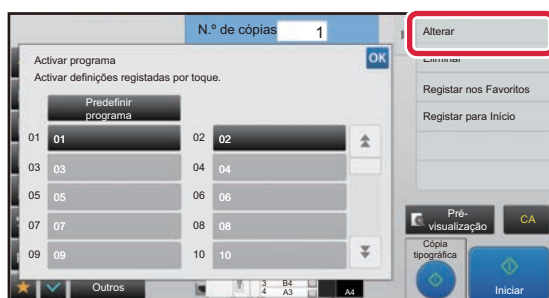 N.º de cópias 1
Alterar
OK
Eliminar
Activar programa
Activar definições registadas por toque.
Registar nos Favoritos
Predefinir
programa
Registar para Início
01 01 02 02
03 03 04 04
05 05 06 06
07 07 08 08
09 09 10 10
Pré-
visualização
CA
Cópia
tipográfica
Iniciar
Outros
3 B4
4 A3
A4